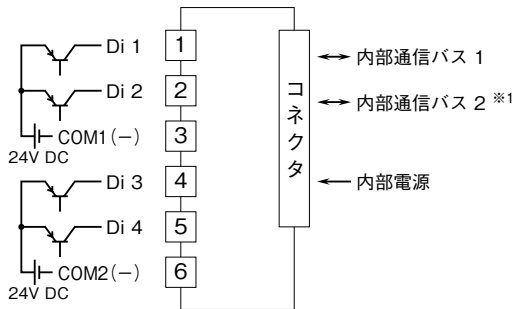 Di 1
Di 2
COM1(−)
24V DC
Di 3
Di 4
COM2(−)
24V DC
1
2
3
4
5
6
コネクタ
内部通信バス 1
内部通信バス 2 ※1
内部電源